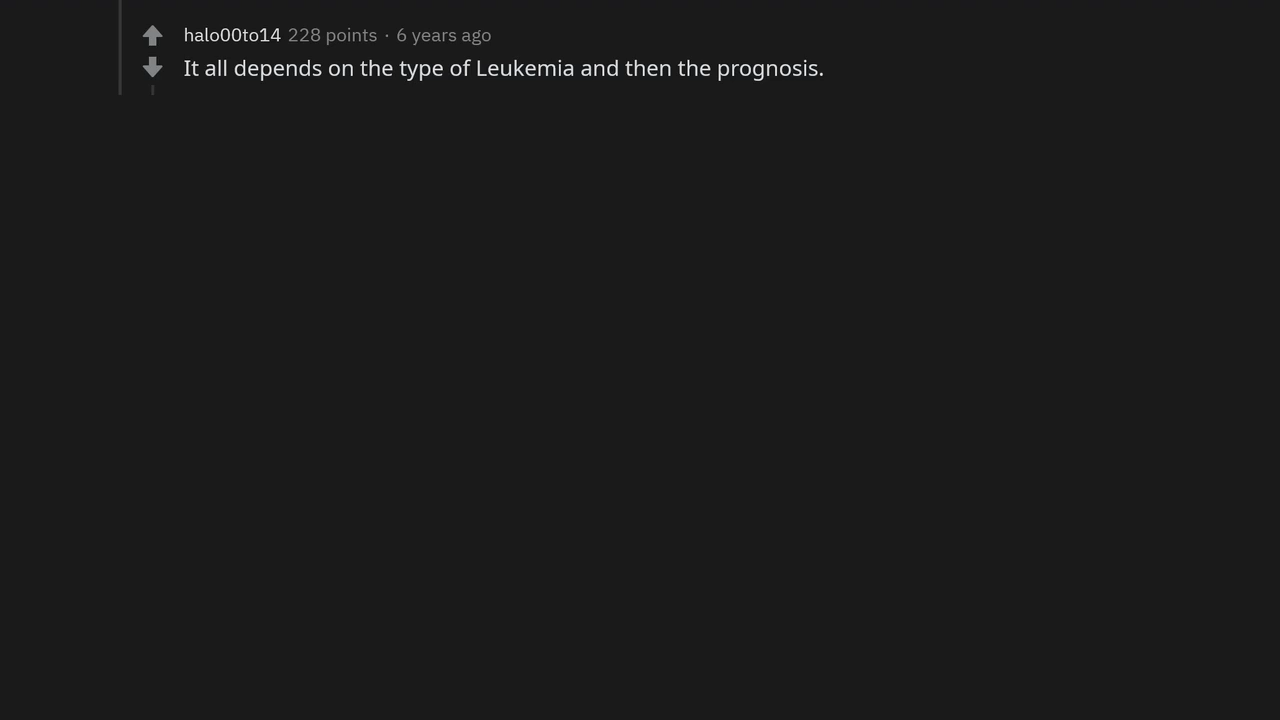 halo00to14 228 points · 6 years ago
It all depends on the type of Leukemia and then the prognosis.